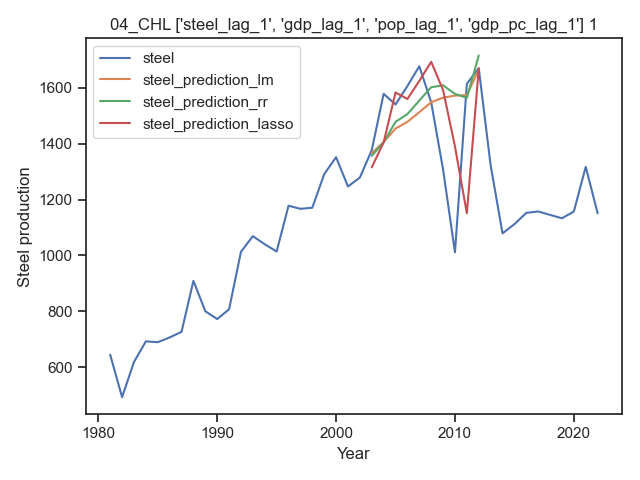 04_CHL ['steel_lag_1', 'gdp_lag_1', 'pop_lag_1', 'gdp_pc_lag_1'] 1
steel
steel_prediction_lm
steel_prediction_rr
steel_prediction_lasso
Steel production
1600
1400
1200
1000
800
600
1980
1990
2000
2010
2020
Year